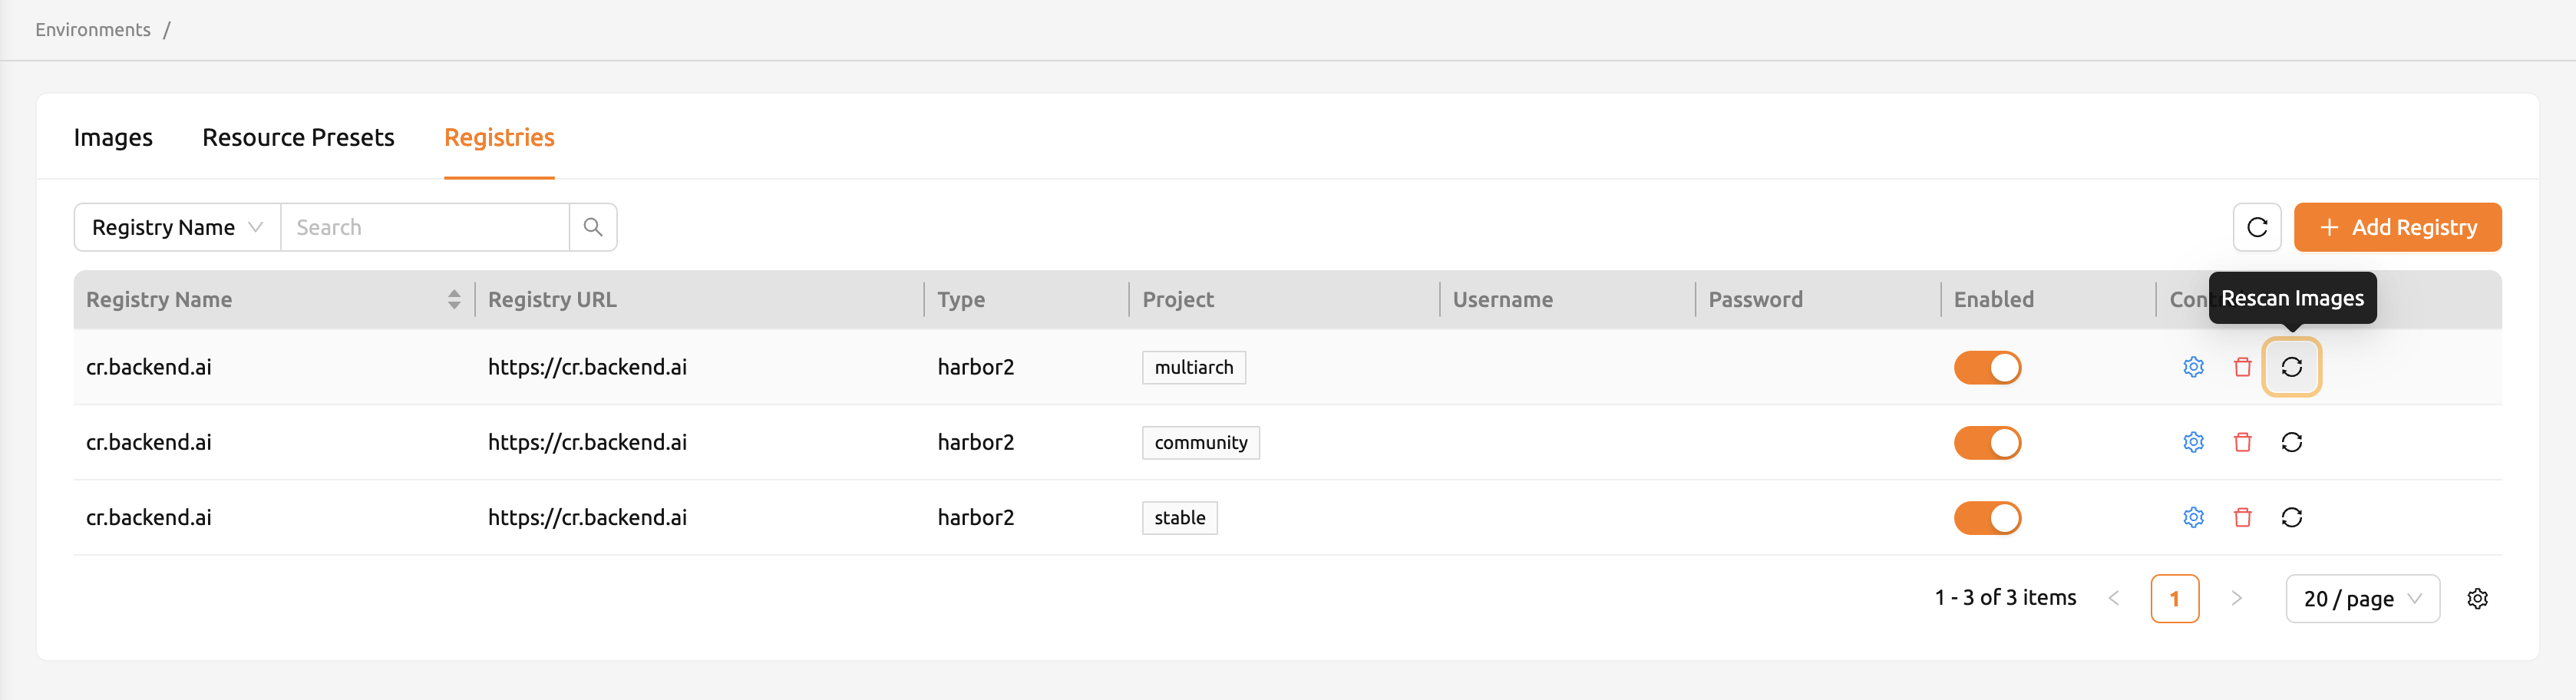 Environments /
Images Resource Presets Registries
Registry Name Search Add Registry
Rescan Images
Registry Name Registry URL Type Project Username Password Enabled
cr.backend.ai https://cr.backend.ai harbor2 multiarch
cr.backend.ai https://cr.backend.ai harbor2 community
cr.backend.ai https://cr.backend.ai harbor2 stable
1 - 3 of 3 items 1 20 / page